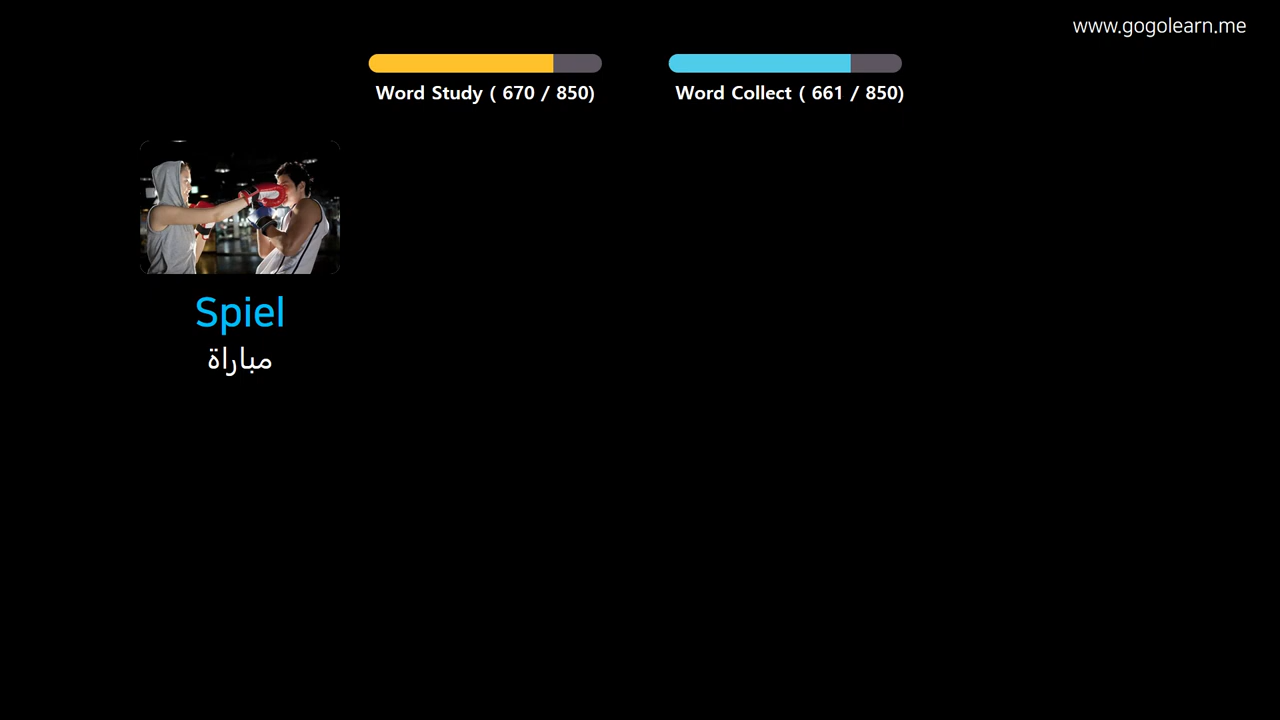 www.gogolearn.me
Word Study ( 670 / 850)
Word Collect ( 661 / 850)
Spiel
مباراة